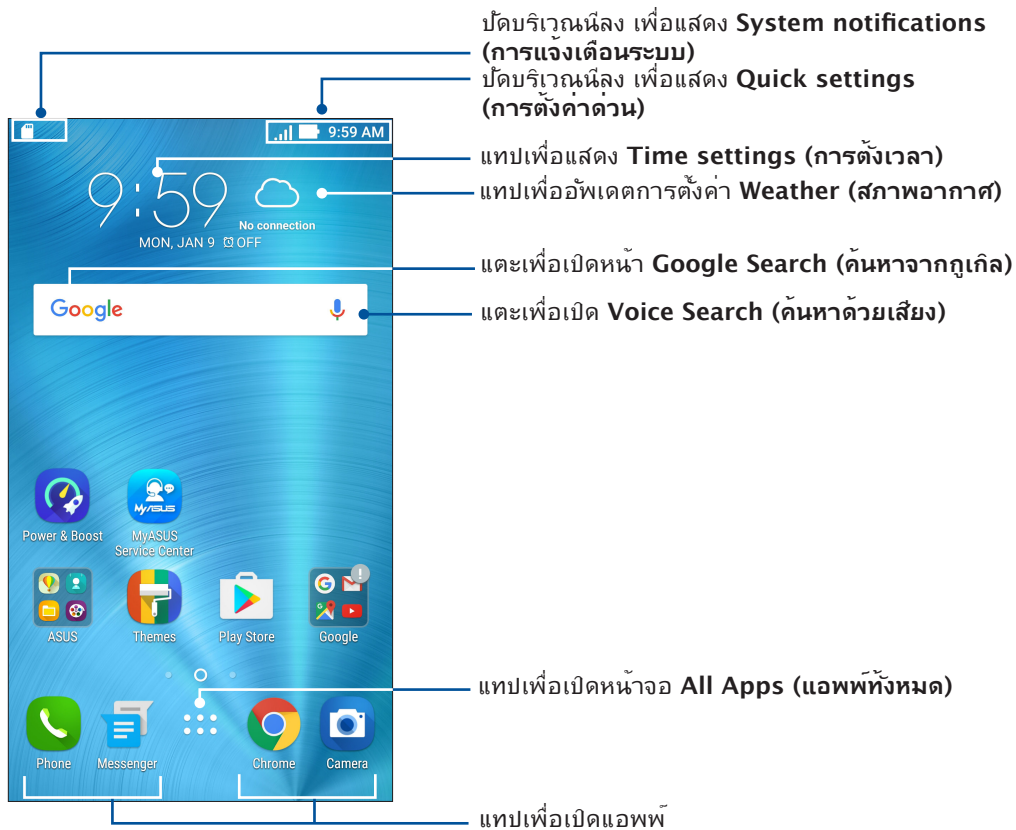 ปัดบริเวณนี้ลง เพื่อแสดง System notifications
(การแจ้งเตือนระบบ)
ปัดบริเวณนี้ลง เพื่อแสดง Quick settings
(การตั้งค่าด่วน)
9:59 AM
แทปเพื่อแสดง Time settings (การตั้งเวลา)
แทปเพื่ออัพเดตการตั้งค่า Weather (สภาพอากาศ)
9:59
No connection
MON, JAN 9 OFF
แตะเพื่อเปิดหน้า Google Search (ค้นหาจากกูเกิล)
Google
แตะเพื่อเปิด Voice Search (ค้นหาด้วยเสียง)
MyASUS
Power & Boost
MyASUS
Service Center
ASUS
Themes
Play Store
Google
แทปเพื่อเปิดหน้าจอ All Apps (แอพพ์ทั้งหมด)
Phone
Messenger
Chrome
Camera
แทปเพื่อเปิดแอพพ์